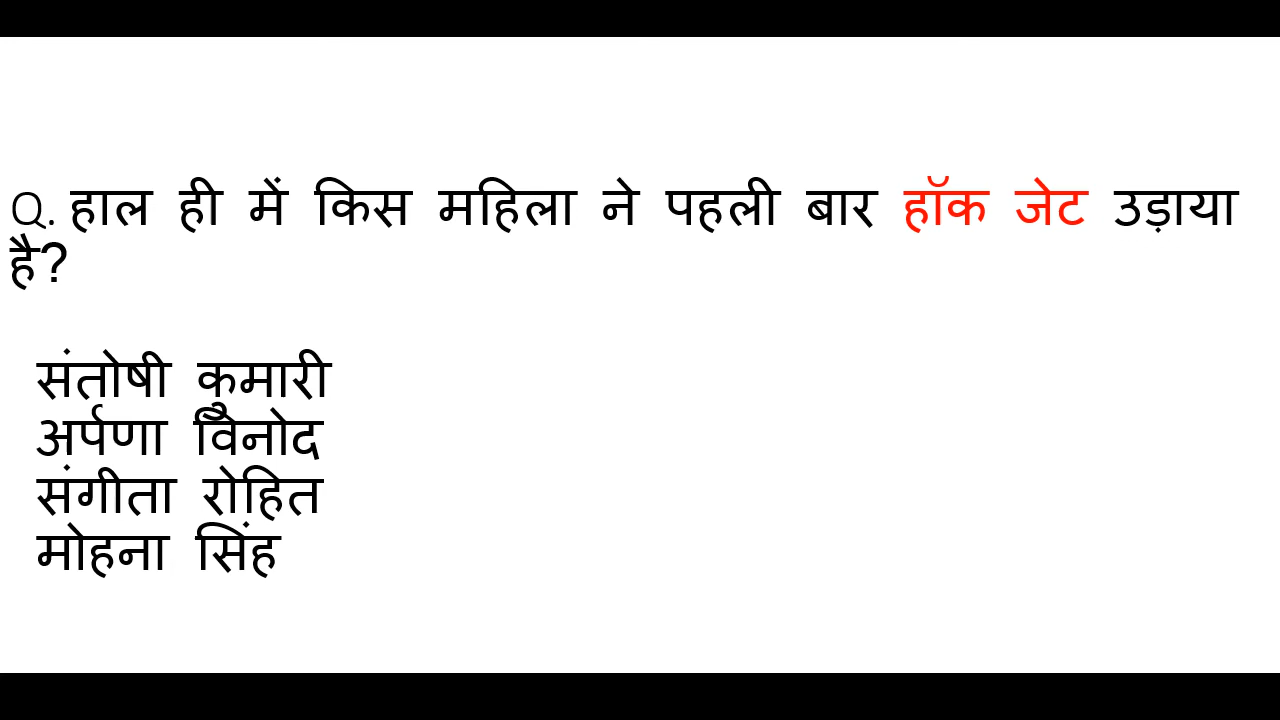 Q. हाल ही में किस महिला ने पहली बार हॉक जेट उड़ाया
है?
संतोषी कुमारी
अर्पणा विनोद
संगीता रोहित
मोहना सिंह